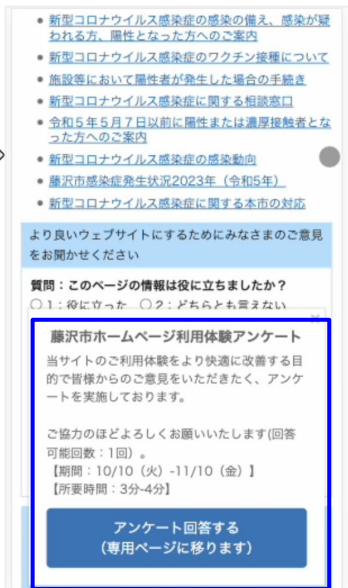 新型コロナウイルス感染症の感染の備え、感染が疑
われる方、陽性となった方へのご案内
新型コロナウイルス感染症のワクチン接種について
施設等において陽性者が発生した場合の手続き
新型コロナウイルス感染症に関する相談窓口
令和５年５月７日以前に陽性または濃厚接触者とな
った方へのご案内
新型コロナウイルス感染症の感染動向
藤沢市感染症発生状況2023年（令和5年）
新型コロナウイルス感染症に関する本市の対応
より良いウェブサイトにするためにみなさまのご意見
をお聞かせください
質問：このページの情報は役に立ちましたか？
1：役に立った 2：どちらとも言えない
藤沢市ホームページ利用体験アンケート
当サイトのご利用体験をより快適に改善する目
的で皆様からのご意見をいただきたく、アンケ
ートを実施しております。
ご協力のほどよろしくお願いいたします(回答
可能回数：1回）。
【期間：10/10（火）-11/10（金）】
【所要時間：3分-4分】
アンケート回答する
（専用ページに移ります）